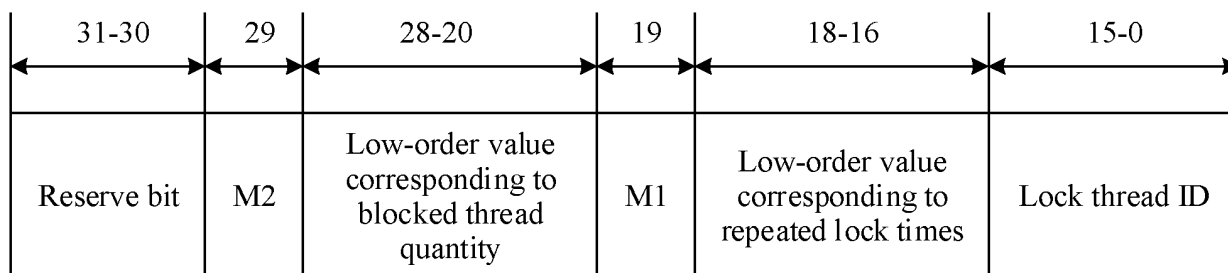 31-30 29 28-20 19 18-16 15-0
Reserve bit
M2
Low-order value
corresponding to
blocked thread
quantity
M1
Low-order value
corresponding to
repeated lock times
Lock thread ID